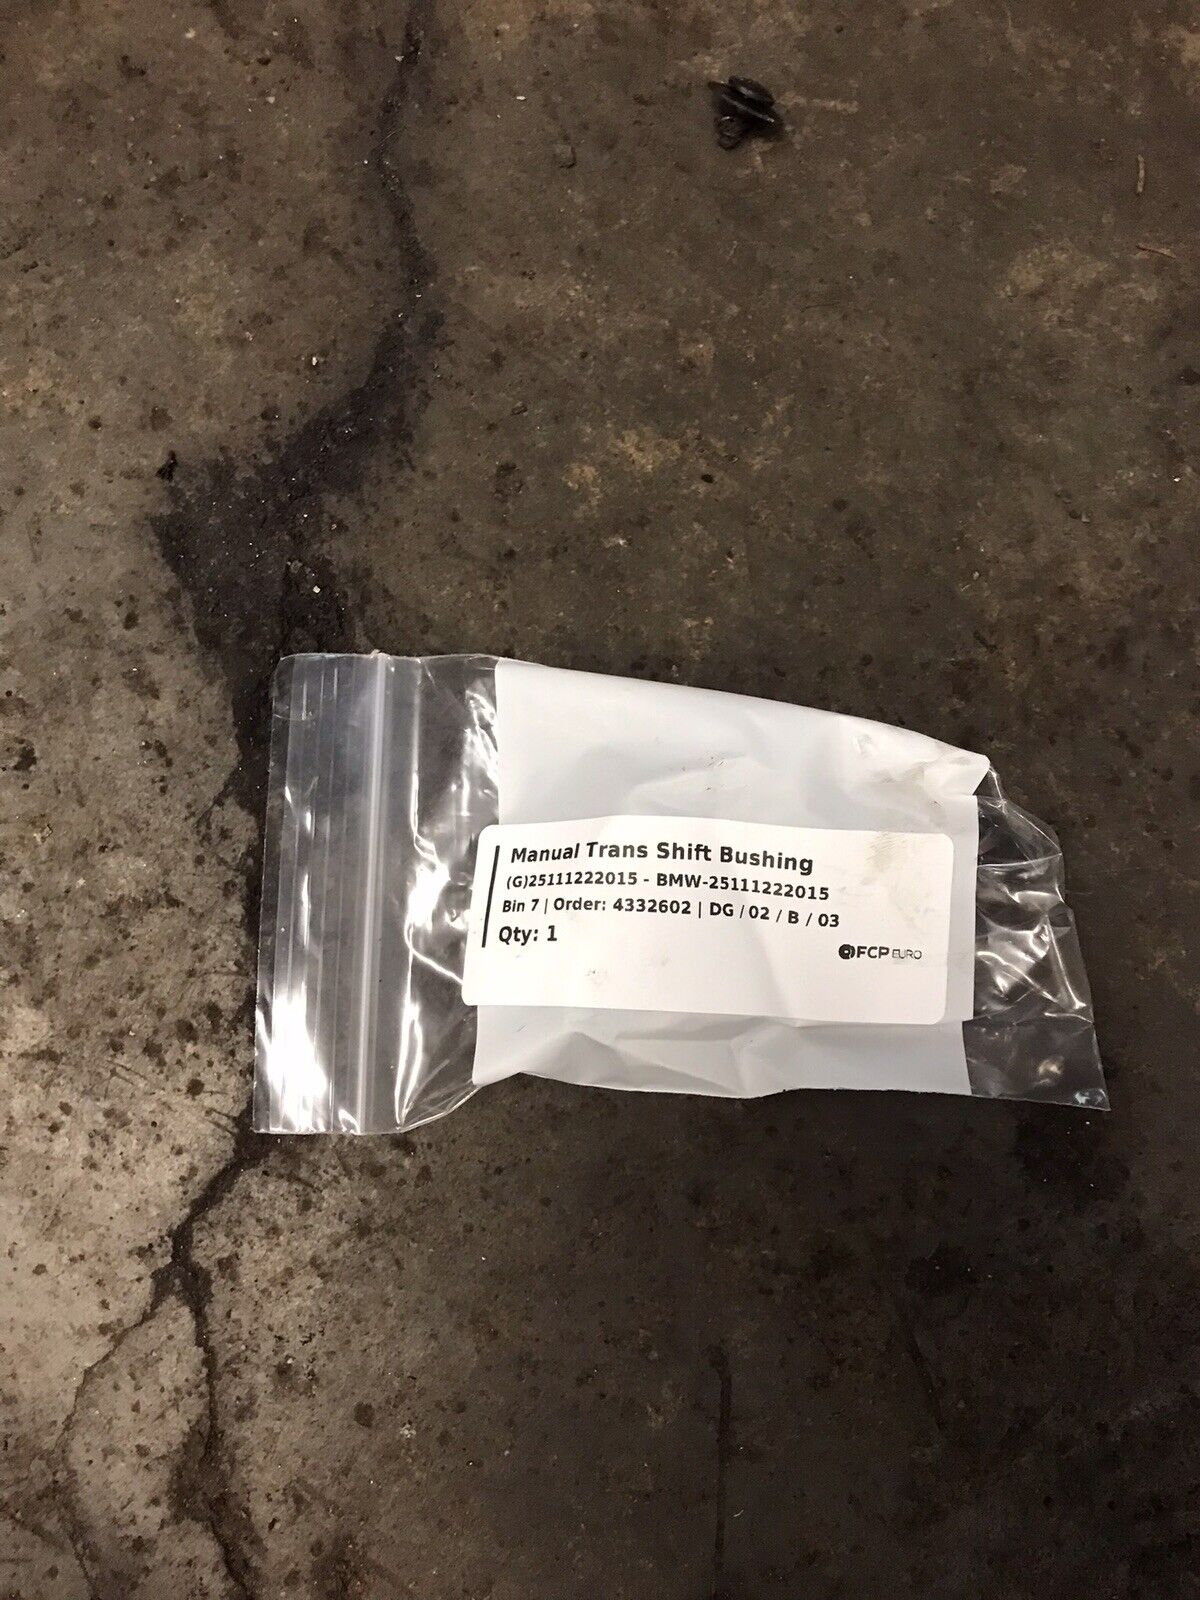 Manual Trans Shift Bushing
(G)25111222015 - BMW-25111222015
Bin 7 | Order: 4332602 | DG / 02 / B / 03
Qty: 1
FCP EURO